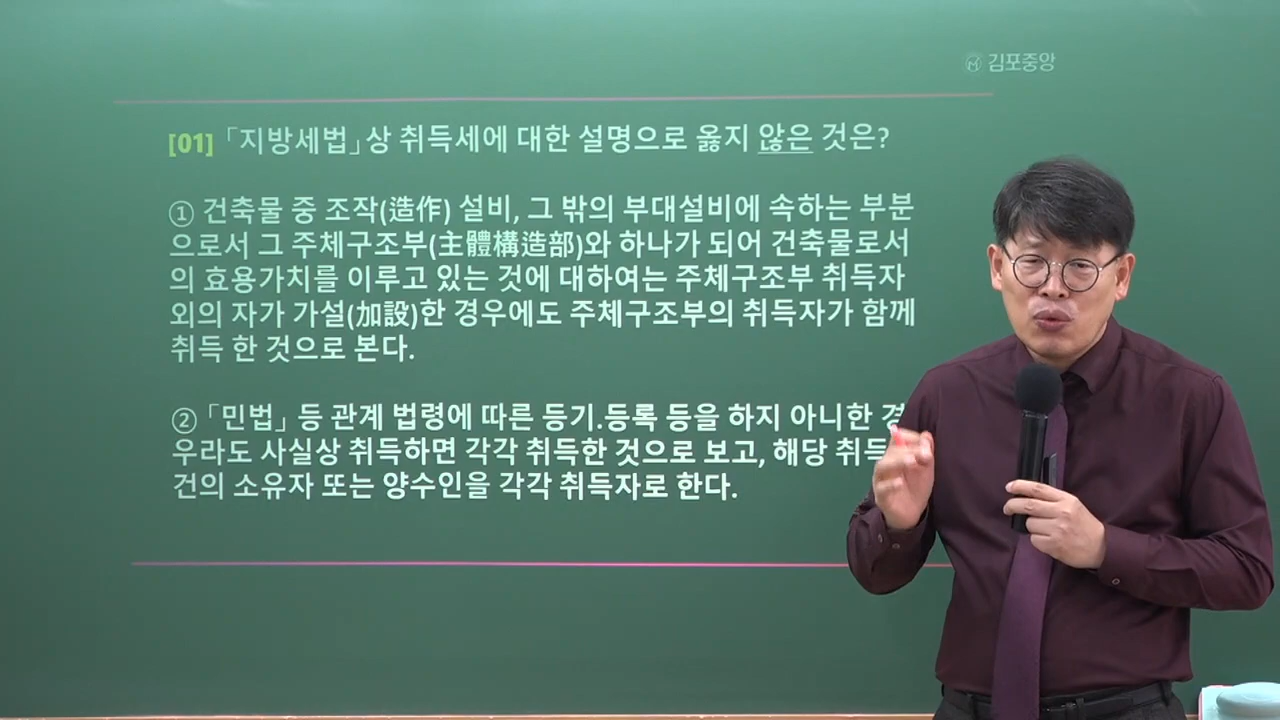 김포중앙
[01] 「지방세법」상 취득세에 대한 설명으로 옳지 않은 것은?
① 건축물 중 조작(造作) 설비, 그 밖의 부대설비에 속하는 부분
으로서 그 주체구조부(主體構造部)와 하나가 되어 건축물로서
의 효용가치를 이루고 있는 것에 대하여는 주체구조부 취득자
외의 자가 가설(加設)한 경우에도 주체구조부의 취득자가 함께
취득 한 것으로 본다.
② 「민법」 등 관계 법령에 따른 등기.등록 등을 하지 아니한 경
우라도 사실상 취득하면 각각 취득한 것으로 보고, 해당 취득
건의 소유자 또는 양수인을 각각 취득자로 한다.